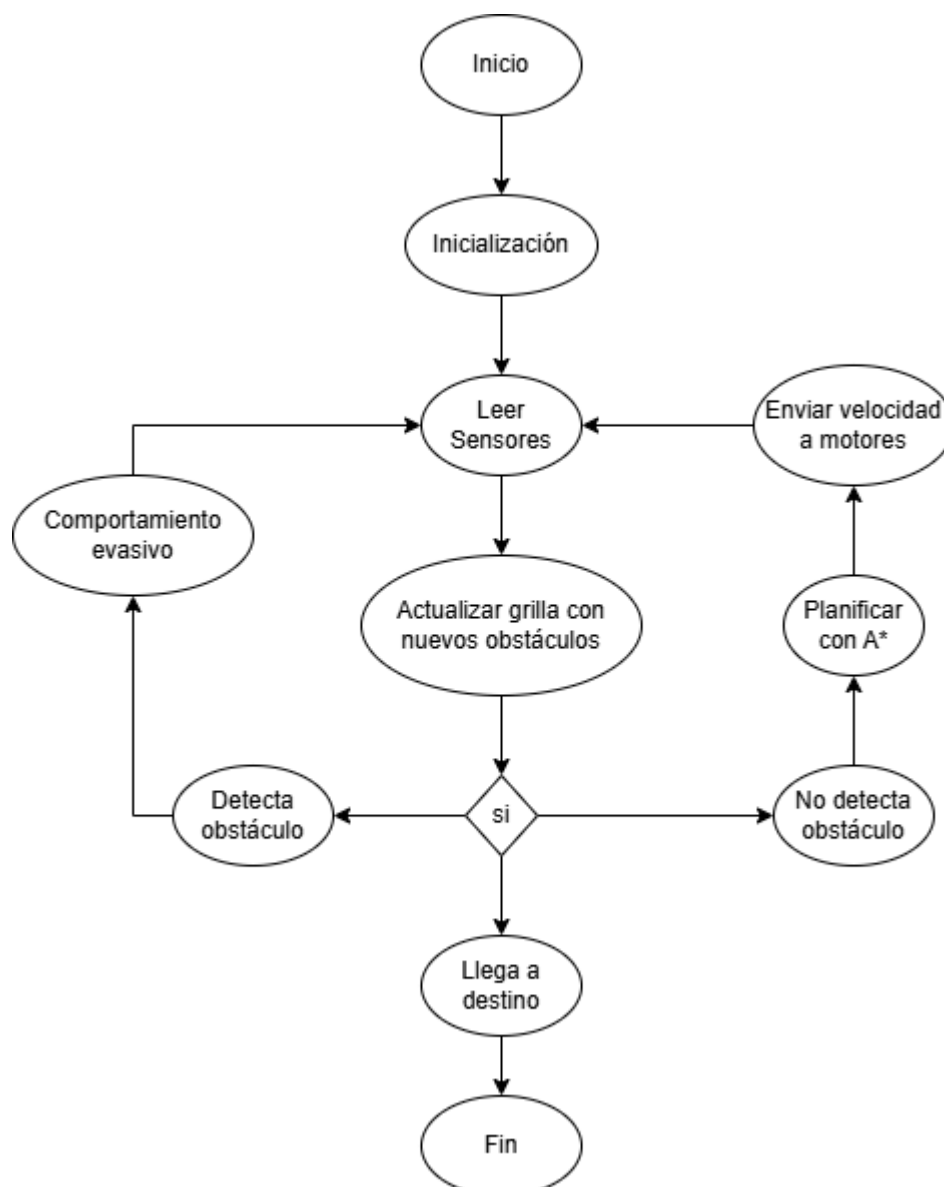 Inicio
Inicialización
Leer
Sensores
Enviar velocidad
a motores
Comportamiento
evasivo
Actualizar grilla con
nuevos obstáculos
Planificar
con A*
Detecta
obstáculo
si
No detecta
obstáculo
Llega a
destino
Fin